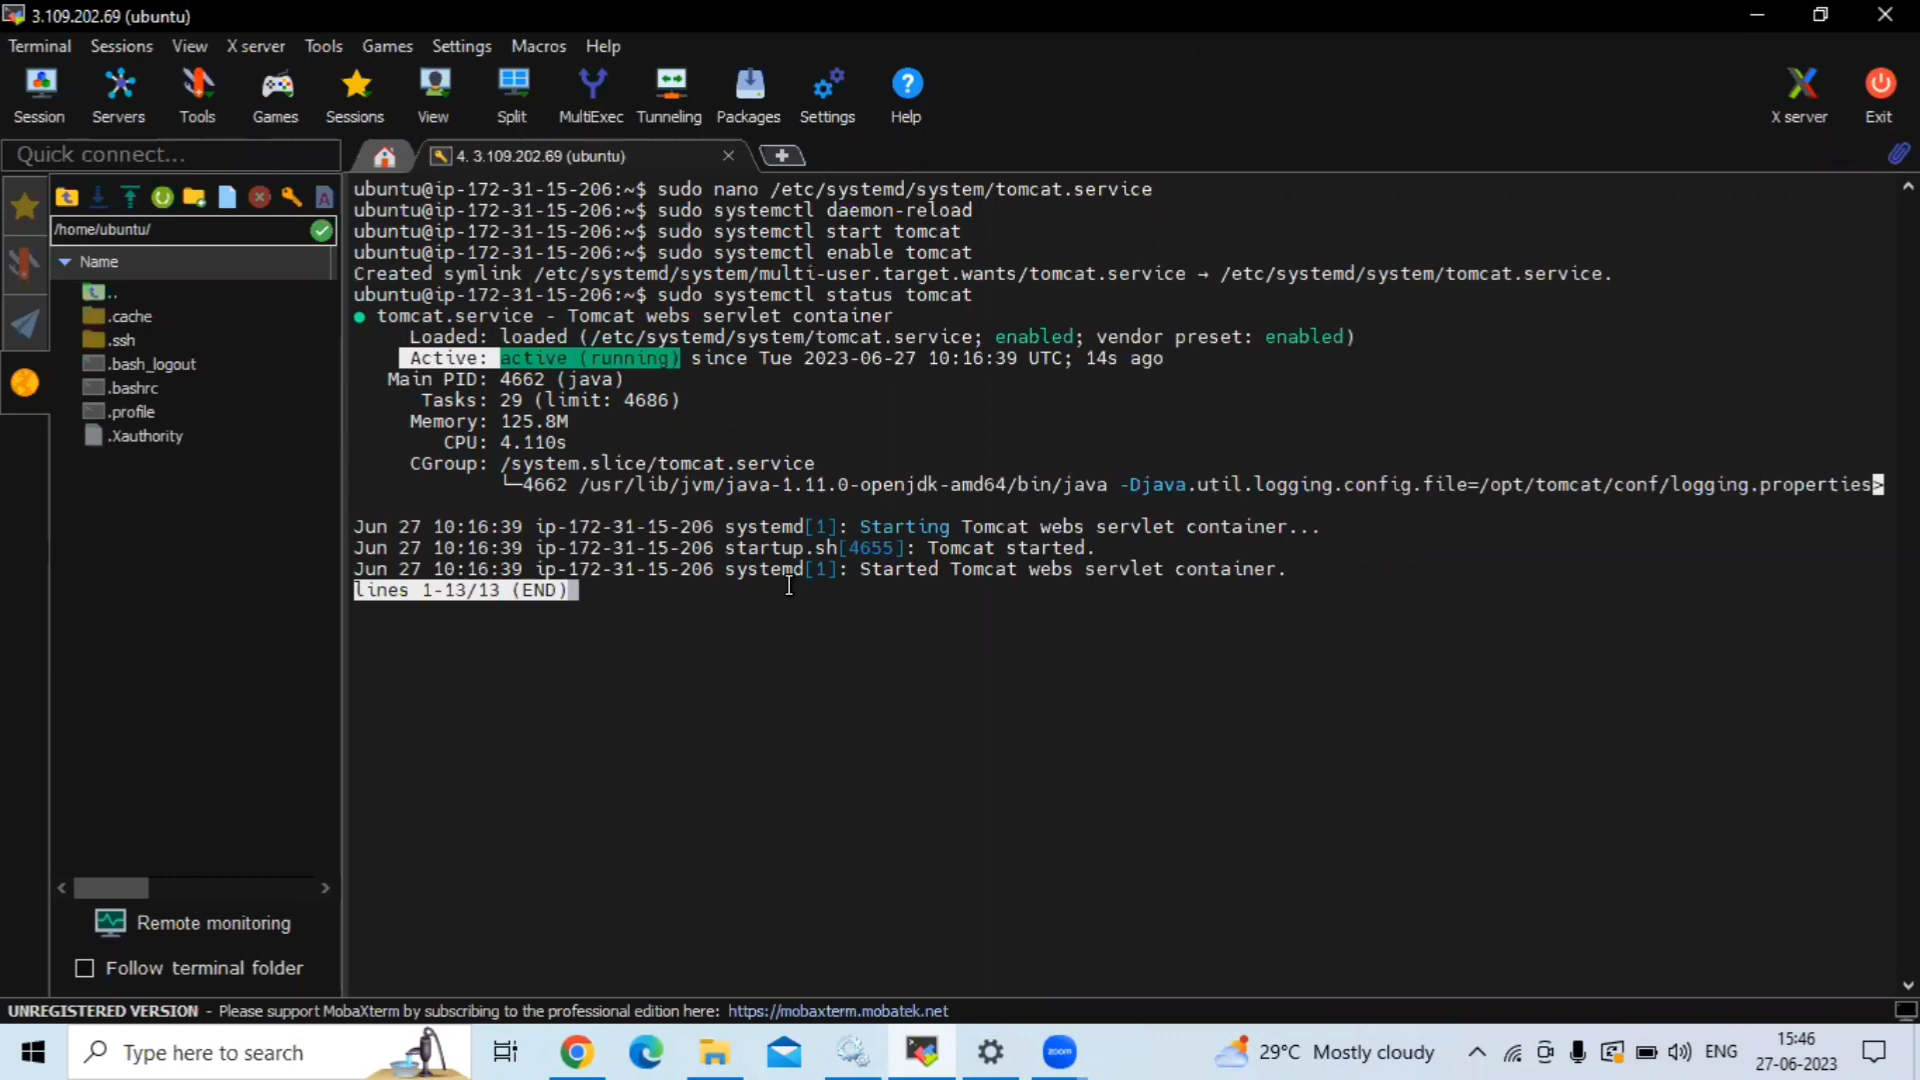 3.109.202.69 (ubuntu)
Terminal Sessions View X server Tools Games Settings Macros Help
Session Servers Tools Games Sessions View Split MultiExec Tunneling Packages Settings Help X server Exit
Quick connect...
4. 3.109.202.69 (ubuntu)
/home/ubuntu/
Name
..
.cache
.ssh
.bash_logout
.bashrc
.profile
.Xauthority
Remote monitoring
Follow terminal folder
ubuntu@ip-172-31-15-206:~$ sudo nano /etc/systemd/system/tomcat.service
ubuntu@ip-172-31-15-206:~$ sudo systemctl daemon-reload
ubuntu@ip-172-31-15-206:~$ sudo systemctl start tomcat
ubuntu@ip-172-31-15-206:~$ sudo systemctl enable tomcat
Created symlink /etc/systemd/system/multi-user.target.wants/tomcat.service → /etc/systemd/system/tomcat.service.
ubuntu@ip-172-31-15-206:~$ sudo systemctl status tomcat
● tomcat.service - Tomcat webs servlet container
Loaded: loaded (/etc/systemd/system/tomcat.service; enabled; vendor preset: enabled)
Active: active (running) since Tue 2023-06-27 10:16:39 UTC; 14s ago
Main PID: 4662 (java)
Tasks: 29 (limit: 4686)
Memory: 125.8M
CPU: 4.110s
CGroup: /system.slice/tomcat.service
└─4662 /usr/lib/jvm/java-1.11.0-openjdk-amd64/bin/java -Djava.util.logging.config.file=/opt/tomcat/conf/logging.properties>
Jun 27 10:16:39 ip-172-31-15-206 systemd[1]: Starting Tomcat webs servlet container...
Jun 27 10:16:39 ip-172-31-15-206 startup.sh[4655]: Tomcat started.
Jun 27 10:16:39 ip-172-31-15-206 systemd[1]: Started Tomcat webs servlet container.
lines 1-13/13 (END)
UNREGISTERED VERSION - Please support MobaXterm by subscribing to the professional edition here: https://mobaxterm.mobatek.net
Type here to search
zoom
29°C Mostly cloudy
ENG
15:46
27-06-2023